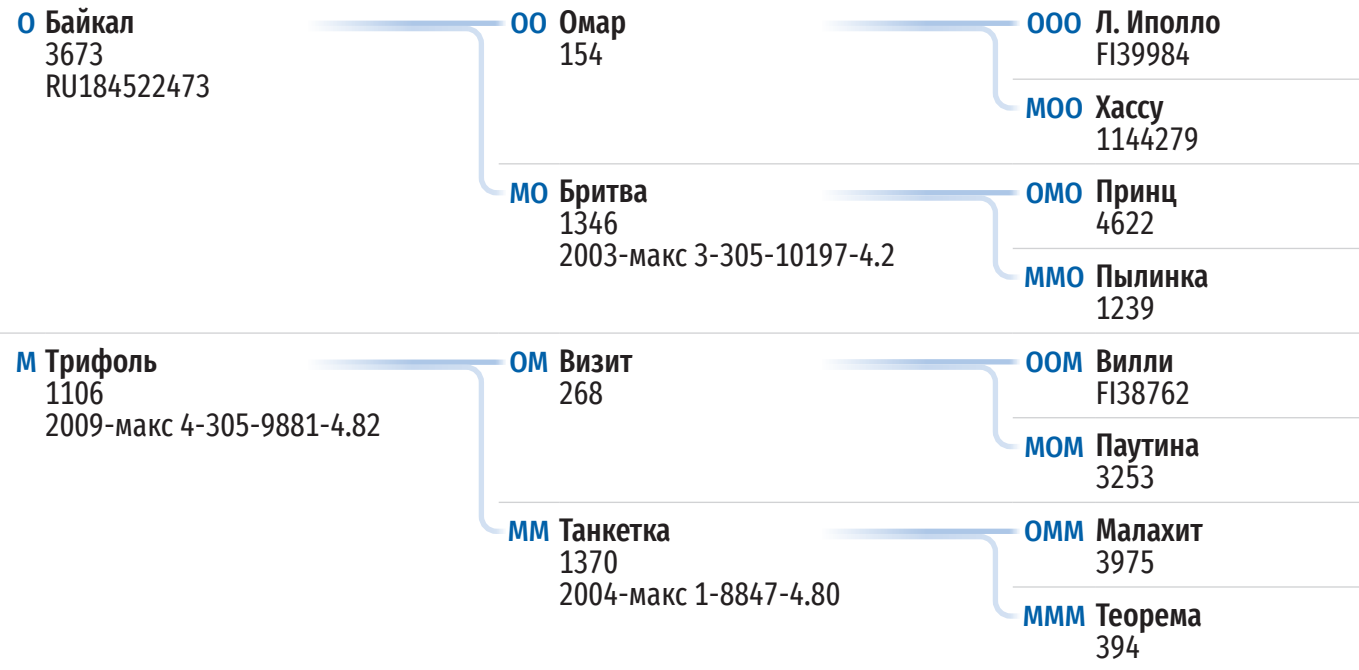 О Байкал
3673
RU184522473
ОО Омар
154
ООО Л. Иполло
FI39984
МОО Хассу
1144279
МО Бритва
1346
2003-макс 3-305-10197-4.2
ОМО Принц
4622
ММО Пылинка
1239
М Трифоль
1106
2009-макс 4-305-9881-4.82
ОМ Визит
268
ООМ Вилли
FI38762
МОМ Паутина
3253
ММ Танкетка
1370
2004-макс 1-8847-4.80
ОММ Малахит
3975
МММ Теорема
394